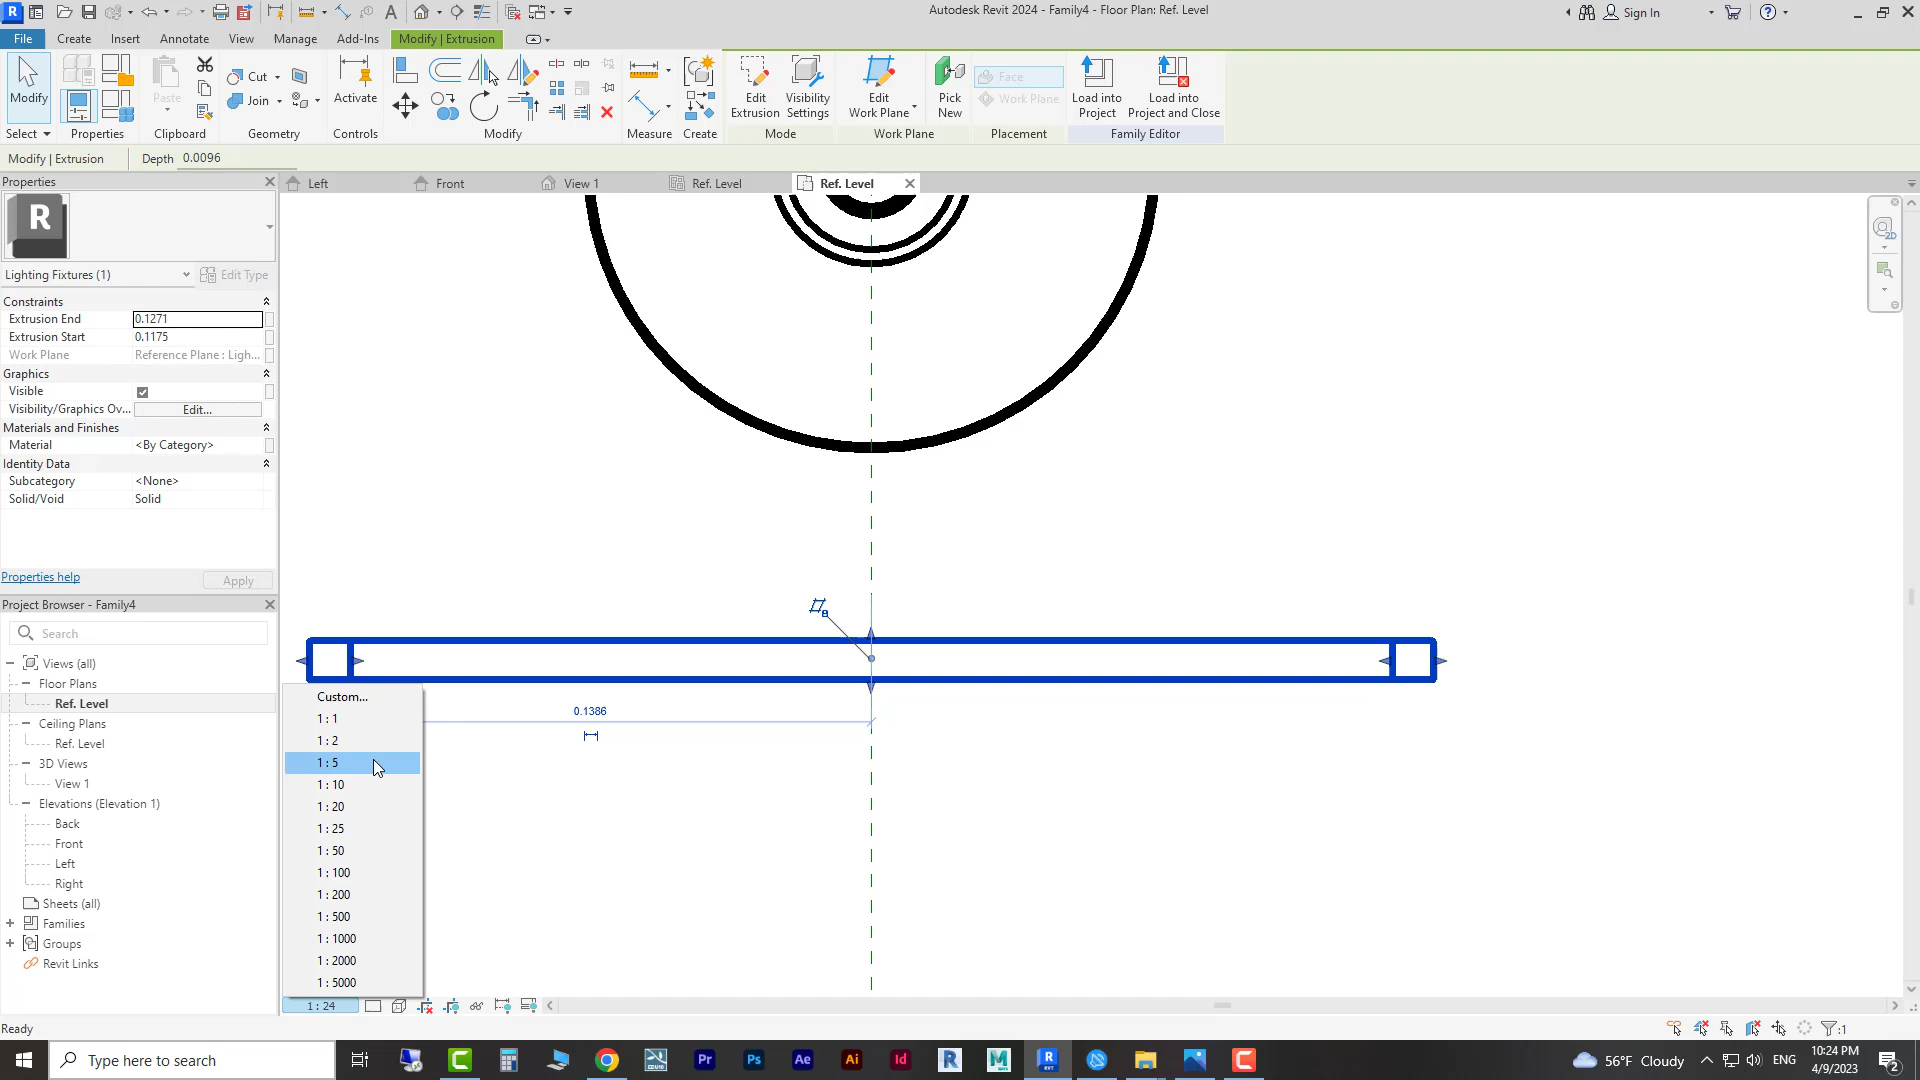 Autodesk Revit 2024 - Family4 - Floor Plan: Ref. Level
Sign In
File
Create
Insert
Annotate
View
Manage
Add-Ins
Modify | Extrusion
Modify
Paste
Cut
Join
Activate
Edit
Extrusion
Visibility
Settings
Edit
Work Plane
Pick
New
Face
Work Plane
Load into
Project
Load into
Project and Close
Select
Properties
Clipboard
Geometry
Controls
Modify
Measure
Create
Mode
Work Plane
Placement
Family Editor
Modify | Extrusion
Depth
0.0096
Properties
Left
Front
View 1
Ref. Level
Ref. Level
R
Lighting Fixtures (1)
Edit Type
Constraints
Extrusion End
0.1271
Extrusion Start
0.1175
Work Plane
Reference Plane : Ligh...
Graphics
Visible
Visibility/Graphics Ov...
Edit...
Materials and Finishes
Material
<By Category>
Identity Data
Subcategory
<None>
Solid/Void
Solid
Properties help
Apply
Project Browser - Family4
Search
Views (all)
Floor Plans
Ref. Level
Ceiling Plans
Ref. Level
3D Views
View 1
Elevations (Elevation 1)
Back
Front
Left
Right
Sheets (all)
Families
Groups
Revit Links
Custom...
1 : 1
1 : 2
1 : 5
1 : 10
1 : 20
1 : 25
1 : 50
1 : 100
1 : 200
1 : 500
1 : 1000
1 : 2000
1 : 5000
0.1386
2D
1 : 24
Ready
:1
Type here to search
Pr
Ps
Ae
Ai
Id
56°F Cloudy
ENG
10:24 PM
4/9/2023
2